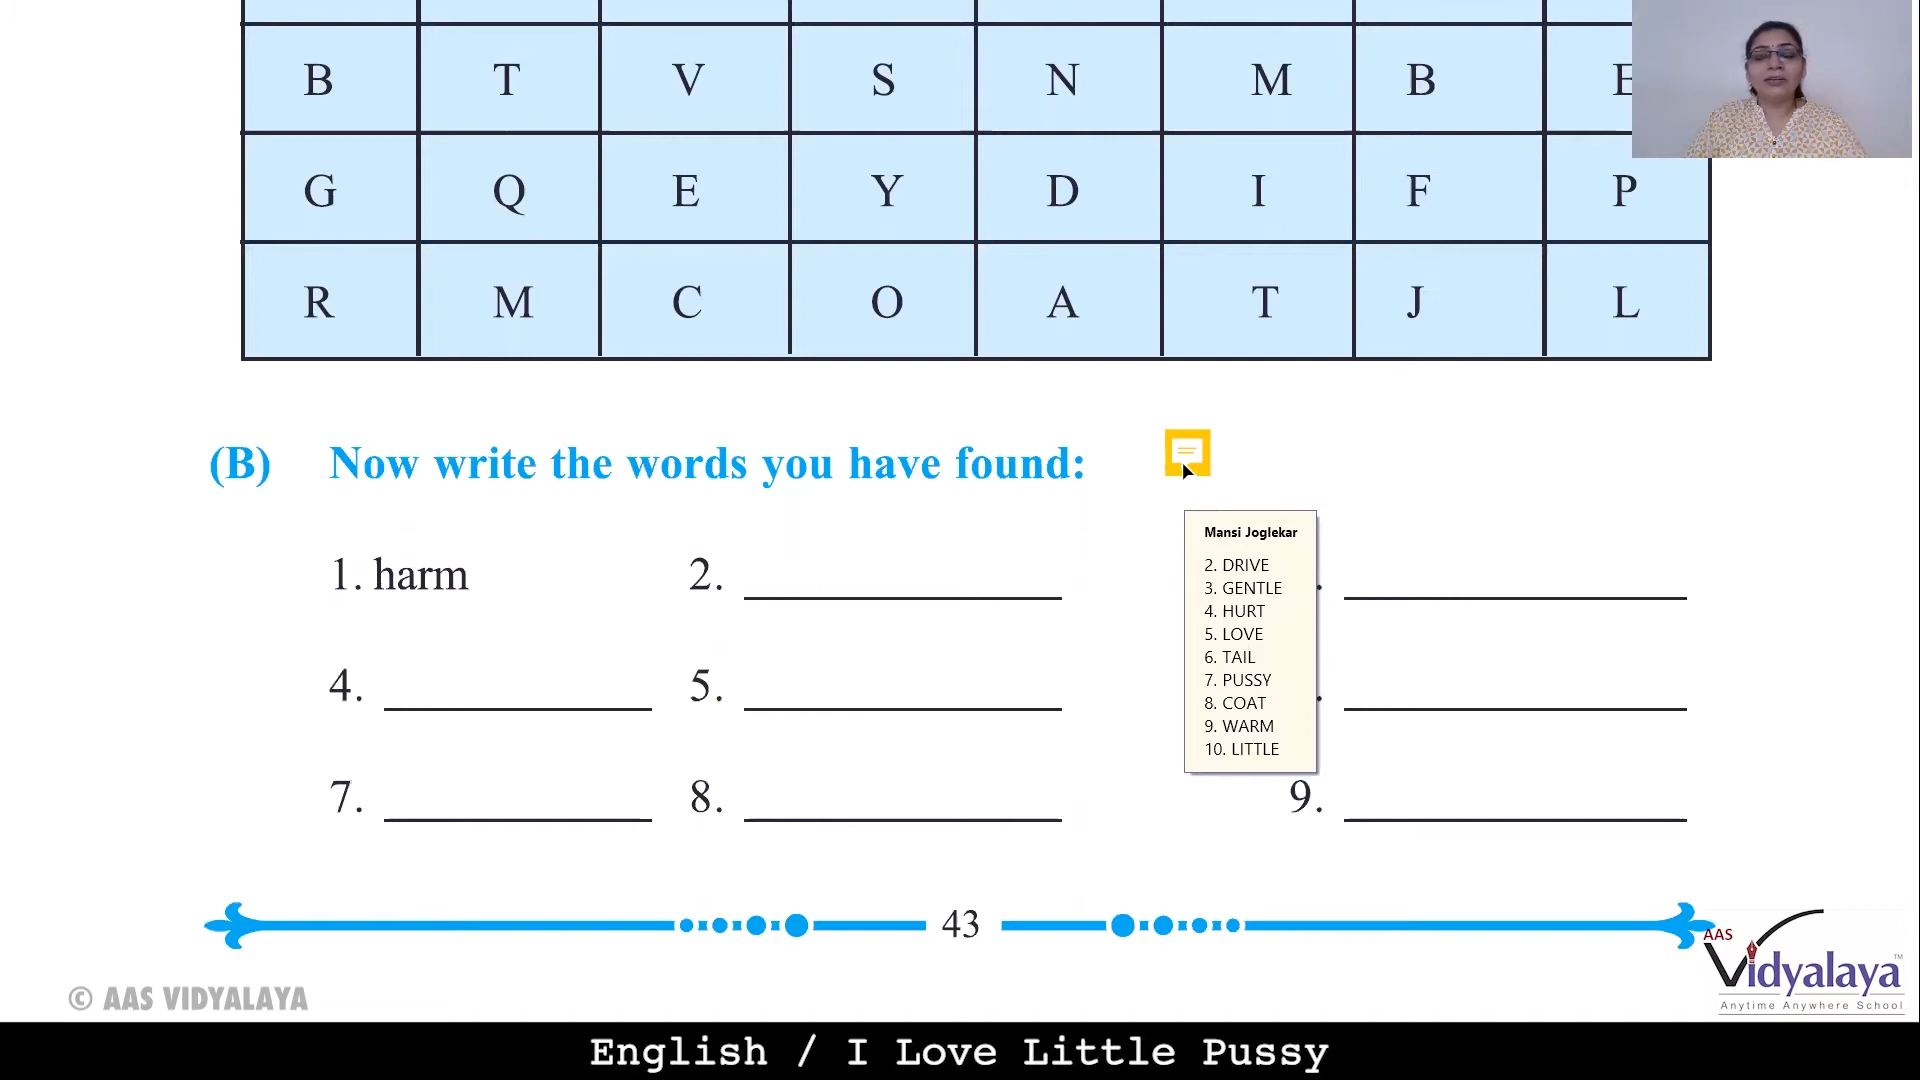 B T V S N M B E
G Q E Y D I F P
R M C O A T J L
(B) Now write the words you have found:
Mansi Joglekar
2. DRIVE
3. GENTLE
4. HURT
5. LOVE
6. TAIL
7. PUSSY
8. COAT
9. WARM
10. LITTLE
1. harm 2.
4. 5.
7. 8. 9.
43
AAS
Vidyalaya™
Anytime Anywhere School
© AAS VIDYALAYA
English / I Love Little Pussy